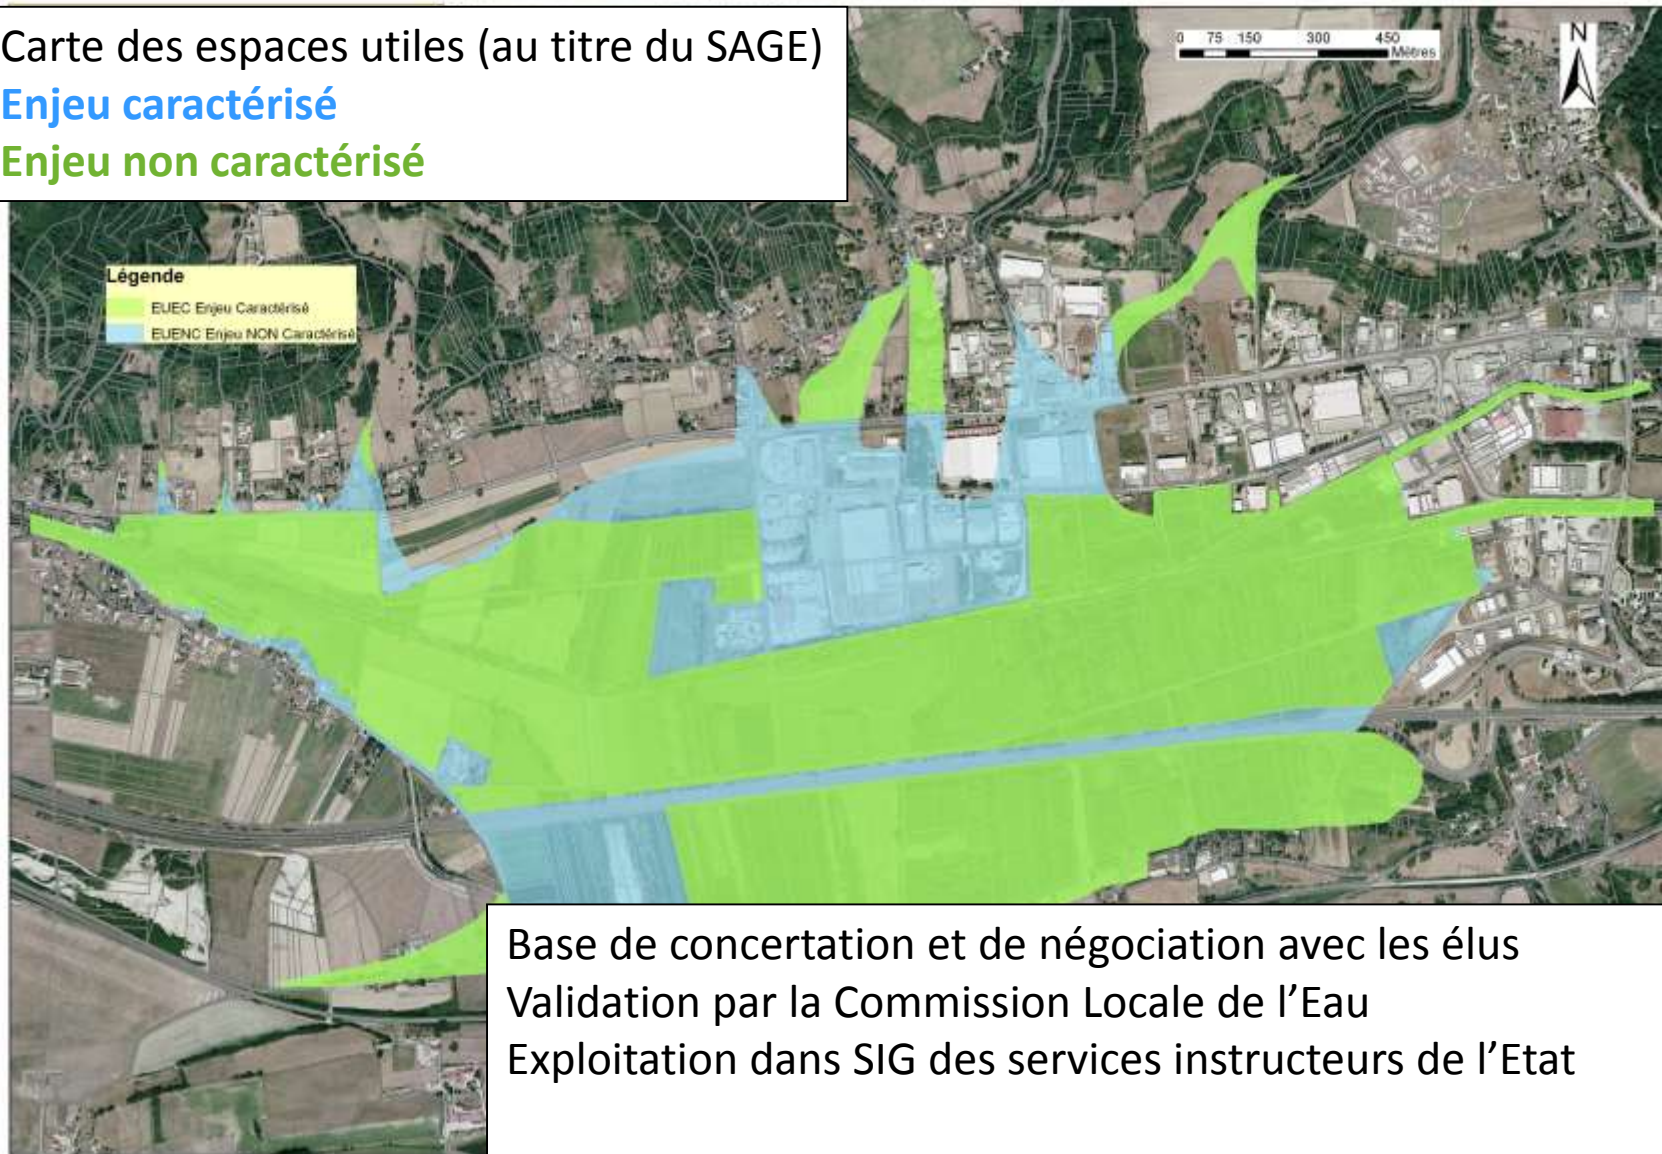 Carte des espaces utiles (au titre du SAGE)
Enjeu caractérisé
Enjeu non caractérisé
0 75 150 300 450
Mètres
N
Légende
EUEC Enjeu Caractérisé
EUENC Enjeu NON Caractérisé
Base de concertation et de négociation avec les élus
Validation par la Commission Locale de l’Eau
Exploitation dans SIG des services instructeurs de l’Etat